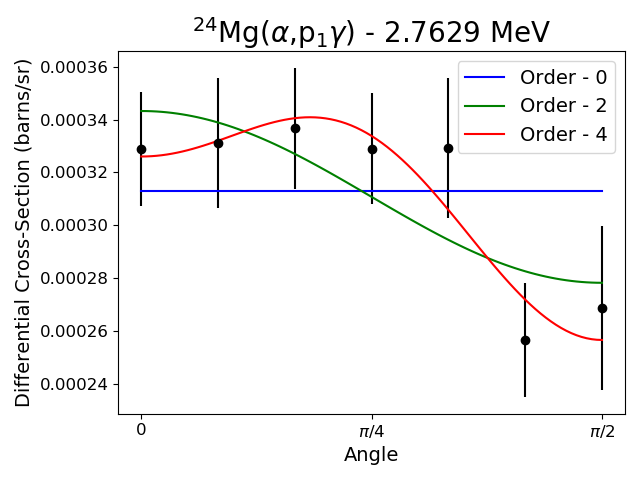 ²⁴Mg(α,p₁γ) - 2.7629 MeV
Differential Cross-Section (barns/sr)
0.00036
0.00034
0.00032
0.00030
0.00028
0.00026
0.00024
Order - 0
Order - 2
Order - 4
0
π/4
π/2
Angle